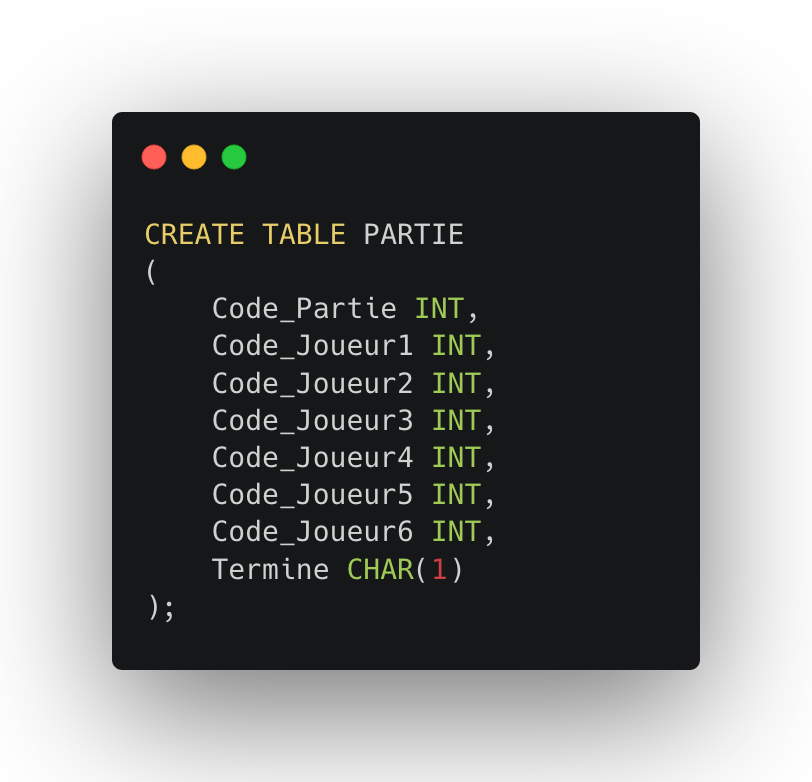 CREATE TABLE PARTIE
(
    Code_Partie INT,
    Code_Joueur1 INT,
    Code_Joueur2 INT,
    Code_Joueur3 INT,
    Code_Joueur4 INT,
    Code_Joueur5 INT,
    Code_Joueur6 INT,
    Termine CHAR(1)
);